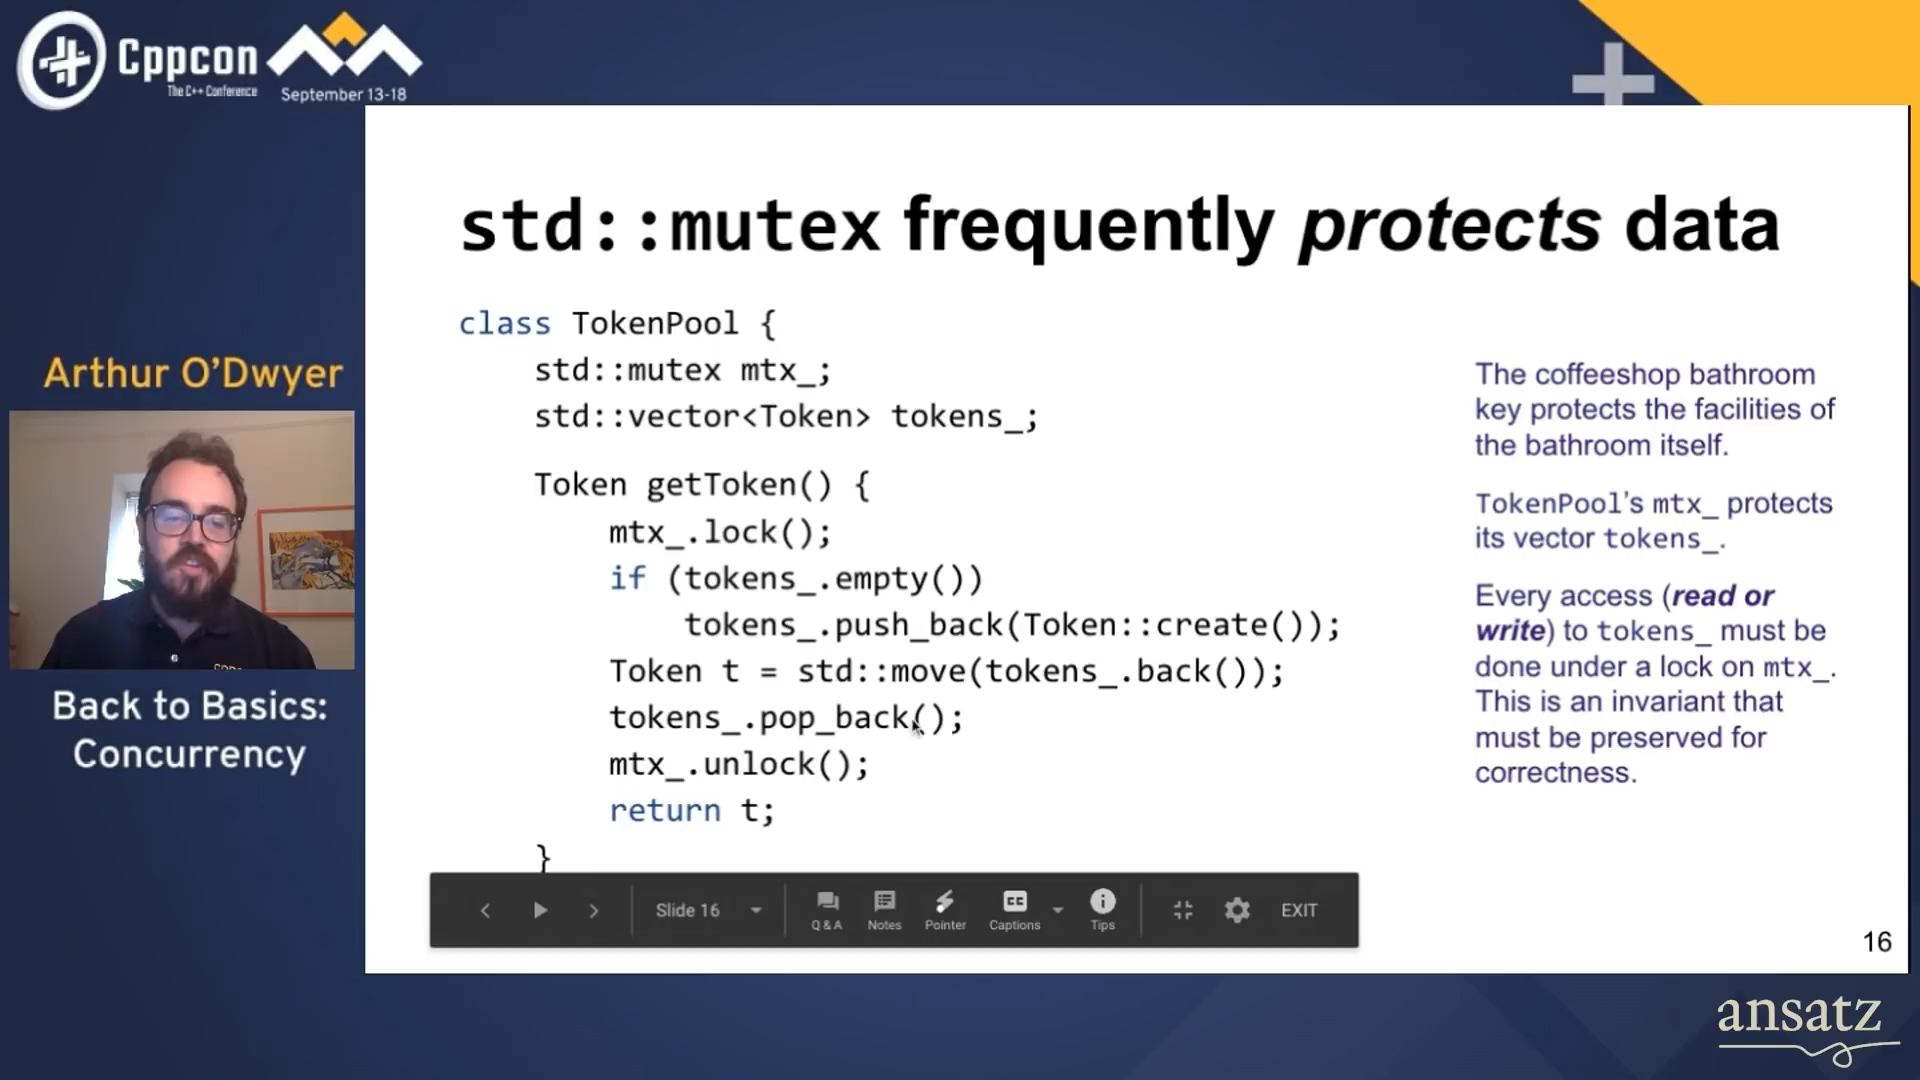 Cppcon
The C++ Conference
September 13-18
Arthur O'Dwyer
Back to Basics:
Concurrency
std::mutex frequently protects data
class TokenPool {
std::mutex mtx_;
std::vector<Token> tokens_;
Token getToken() {
mtx_.lock();
if (tokens_.empty())
tokens_.push_back(Token::create());
Token t = std::move(tokens_.back());
tokens_.pop_back();
mtx_.unlock();
return t;
}
The coffeeshop bathroom
key protects the facilities of
the bathroom itself.
TokenPool's mtx_ protects
its vector tokens_.
Every access (read or
write) to tokens_ must be
done under a lock on mtx_.
This is an invariant that
must be preserved for
correctness.
Slide 16
Q & A
Notes
Pointer
CC
Captions
Tips
EXIT
16
ansatz